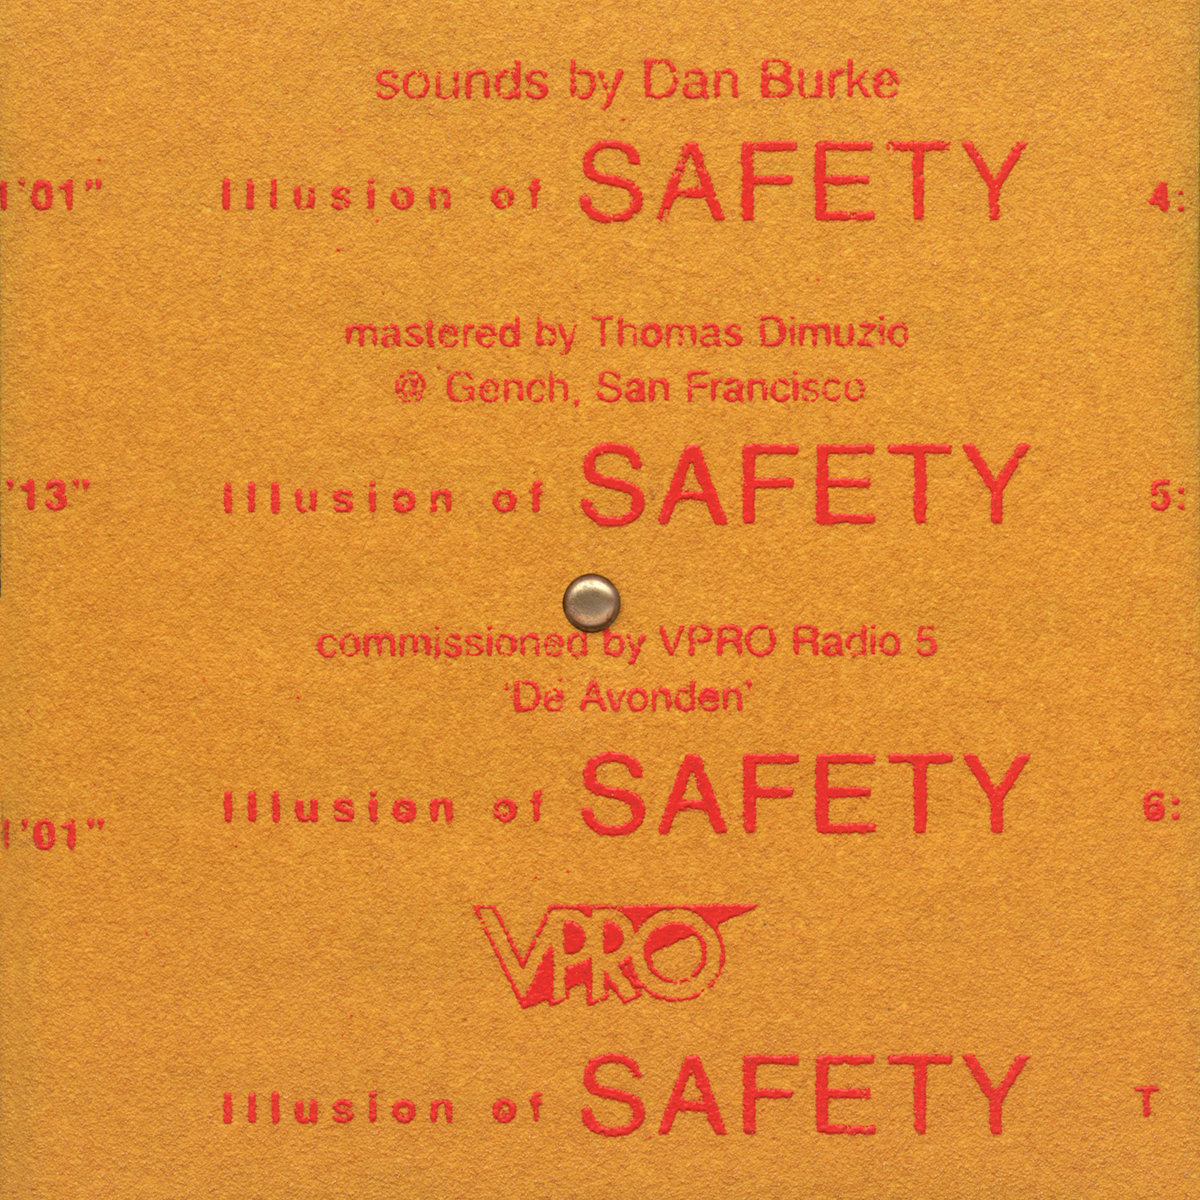 sounds by Dan Burke
1'01" Illusion of SAFETY 4:
mastered by Thomas Dimuzio
@ Gench, San Francisco
'13" Illusion of SAFETY 5:
commissioned by VPRO Radio 5
'De Avonden'
1'01" Illusion of SAFETY 6:
VPRO
Illusion of SAFETY T